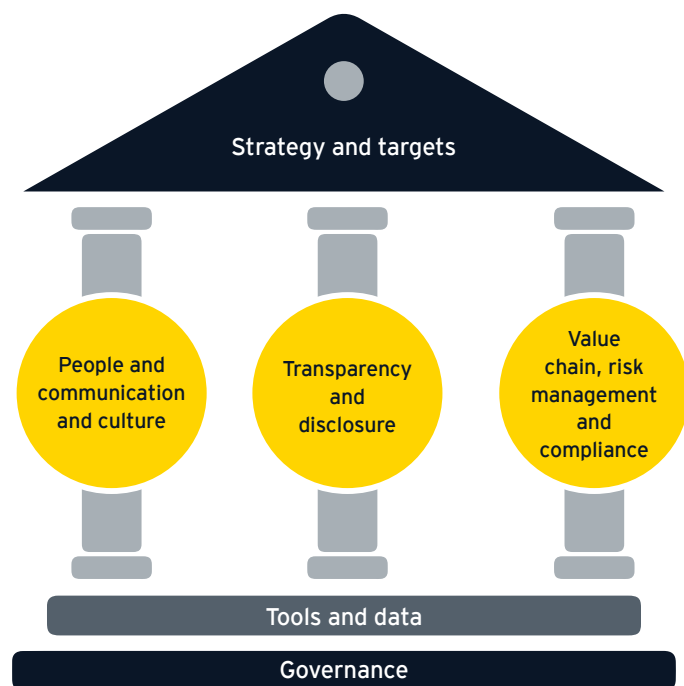 Strategy and targets
People and
communication
and culture
Transparency
and
disclosure
Value
chain, risk
management
and
compliance
Tools and data
Governance